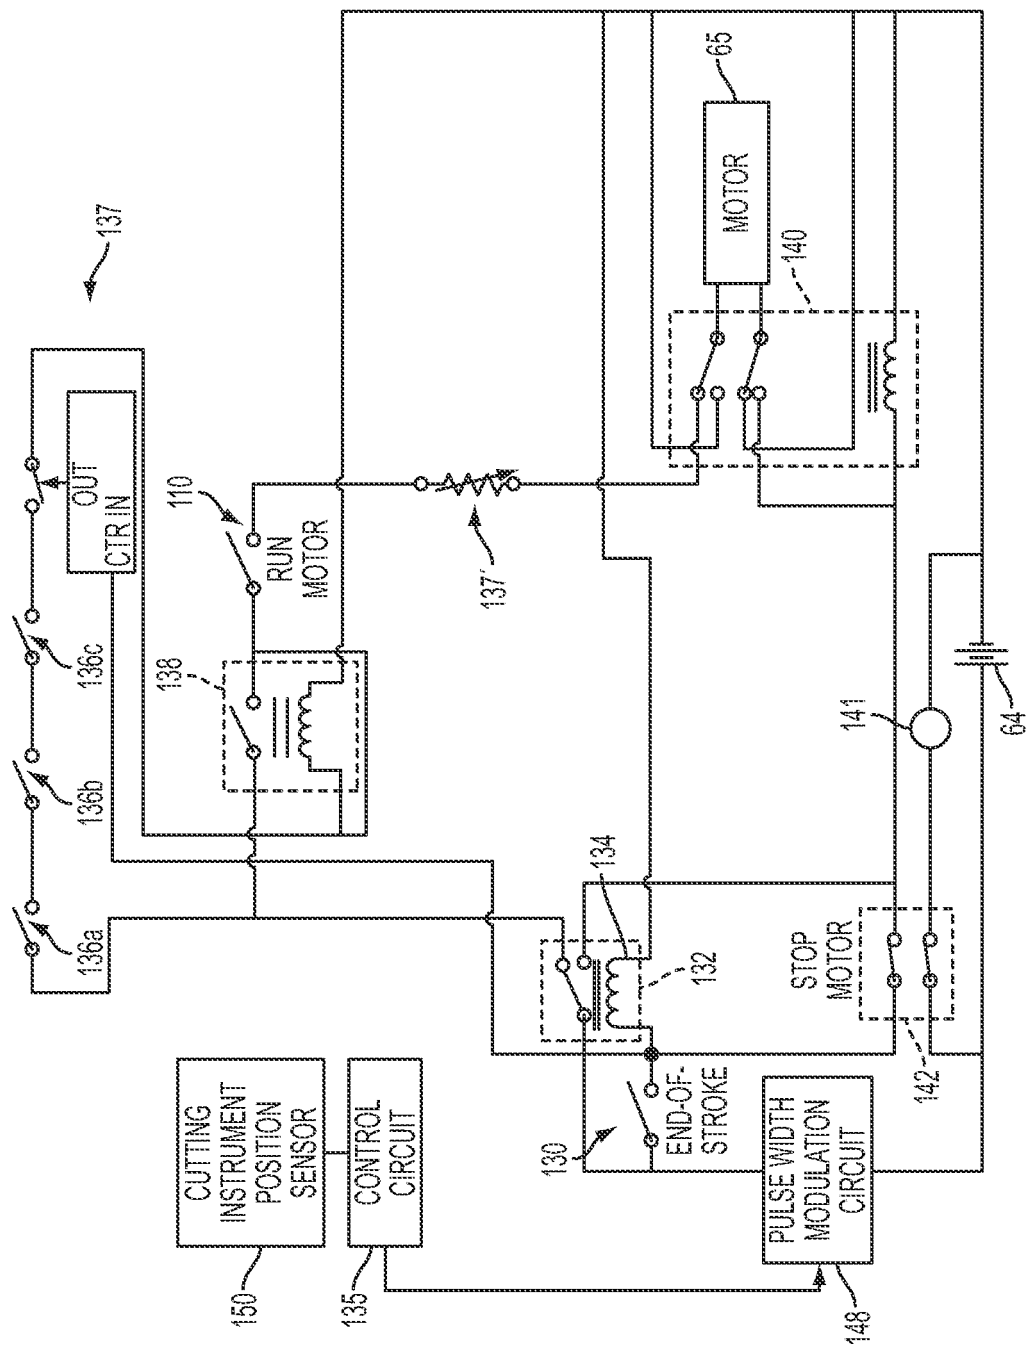 137
OUT
CTR IN
136c
136b
136a
110
RUN
MOTOR
138
137'
65
MOTOR
140
141
64
134
132
STOP
MOTOR
142
130
END-OF-
STROKE
CUTTING
INSTRUMENT
POSITION
SENSOR
150
CONTROL
CIRCUIT
135
PULSE WIDTH
MODULATION
CIRCUIT
148